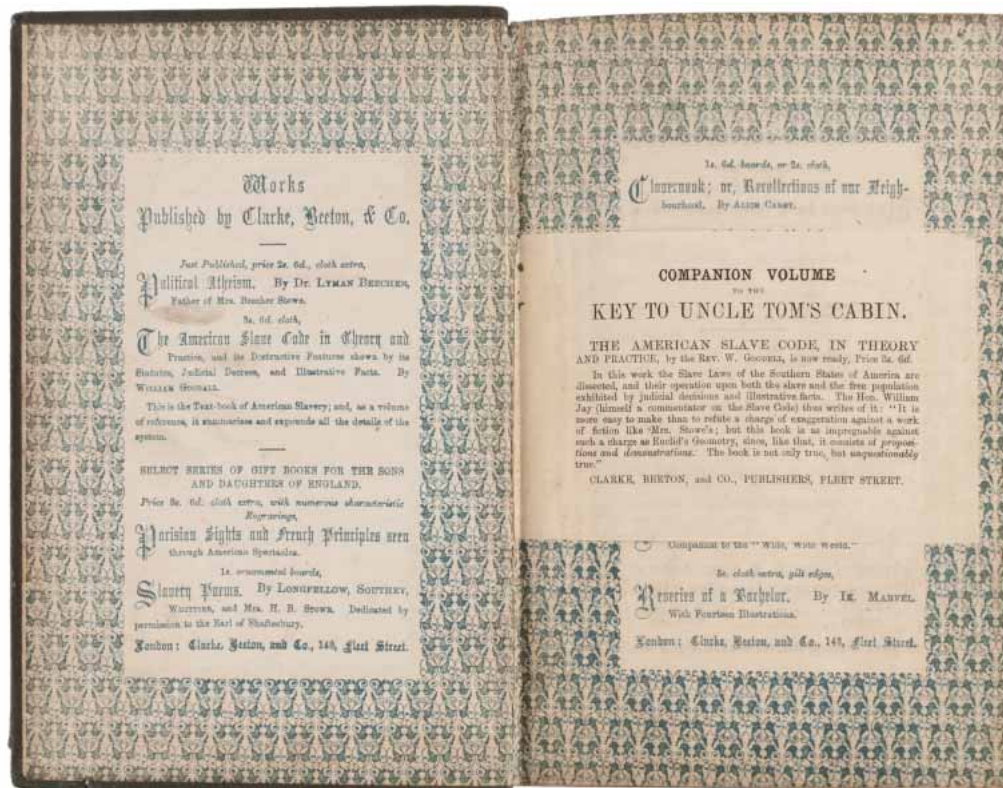 Works
Published by Clarke, Beeton, & Co.
Just Published, price 2s. 6d., cloth extra,
Political Atheism. By Dr. LYMAN BEECHER,
Father of Mrs. Beecher Stowe.
3s. 6d. cloth,
The American Slave Code in Theory and
Practice, and its Distinctive Features shown by its
Statutes, Judicial Decrees, and Illustrative Facts. By
WILLIAM GOODALL.
This is the Text-book of American Slavery; and, as a volume
of reference, it summarises and expounds all the details of the
system.
SELECT SERIES OF GIFT BOOKS FOR THE SONS
AND DAUGHTERS OF ENGLAND.
Price 3s. 6d. cloth extra, with numerous characteristic
Engravings,
Parisian Sights and French Principles seen
through American Spectacles.
1s. ornamental boards,
Slavery Poems. By LONGFELLOW, SOUTHEY,
WHITTIER, and Mrs. H. B. STOWE. Dedicated by
permission to the Earl of Shaftesbury.
London: Clarke, Beeton, and Co., 148, Fleet Street.
1s. 6d. boards, or 2s. cloth,
Clovernook; or, Recollections of our Neigh-
bourhood. By ALICE CAREY.
COMPANION VOLUME
TO THE
KEY TO UNCLE TOM'S CABIN.
THE AMERICAN SLAVE CODE, IN THEORY
AND PRACTICE, by the REV. W. GOODELL, is now ready, Price 3s. 6d.
In this work the Slave Laws of the Southern States of America are
dissected, and their operation upon both the slave and the free population
exhibited by judicial decisions and illustrative facts. The Hon. William
Jay (himself a commentator on the Slave Code) thus writes of it: "It is
more easy to make than to refute a charge of exaggeration against a work
of fiction like Mrs. Stowe's; but this book is as impregnable against
such a charge as Euclid's Geometry, since, like that, it consists of proposi-
tions and demonstrations. The book is not only true, but unquestionably
true."
CLARKE, BEETON, and CO., PUBLISHERS, FLEET STREET.
Companion to the "Wide, Wide World."
5s. cloth extra, gilt edges,
Reveries of a Bachelor. By IK. MARVEL.
With Fourteen Illustrations.
London: Clarke, Beeton, and Co., 148, Fleet Street.